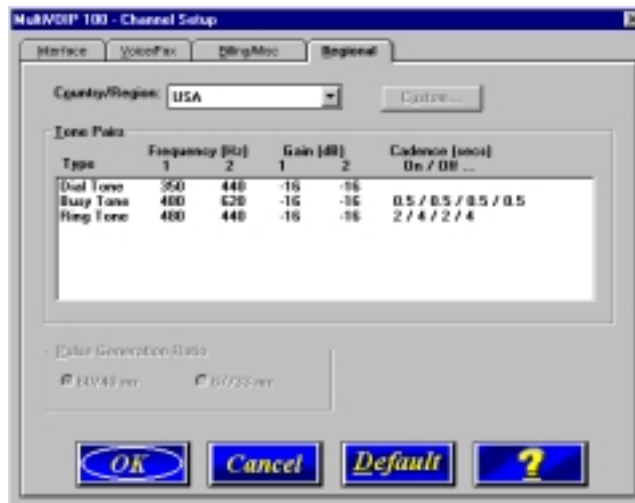 MultiVOIP 100 - Channel Setup
Interface Voice/Fax Billing/Misc Regional
Country/Region: USA Custom...
Tone Pairs
Frequency (Hz) Gain (dB) Cadence (secs)
Type 1 2 1 2 On / Off ...
Dial Tone 350 440 -16 -16
Busy Tone 480 620 -16 -16 0.5 / 0.5 / 0.5 / 0.5
Ring Tone 480 440 -16 -16 2 / 4 / 2 / 4
Pulse Generation Ratio
60/40 ms 67/33 ms
OK Cancel Default ?